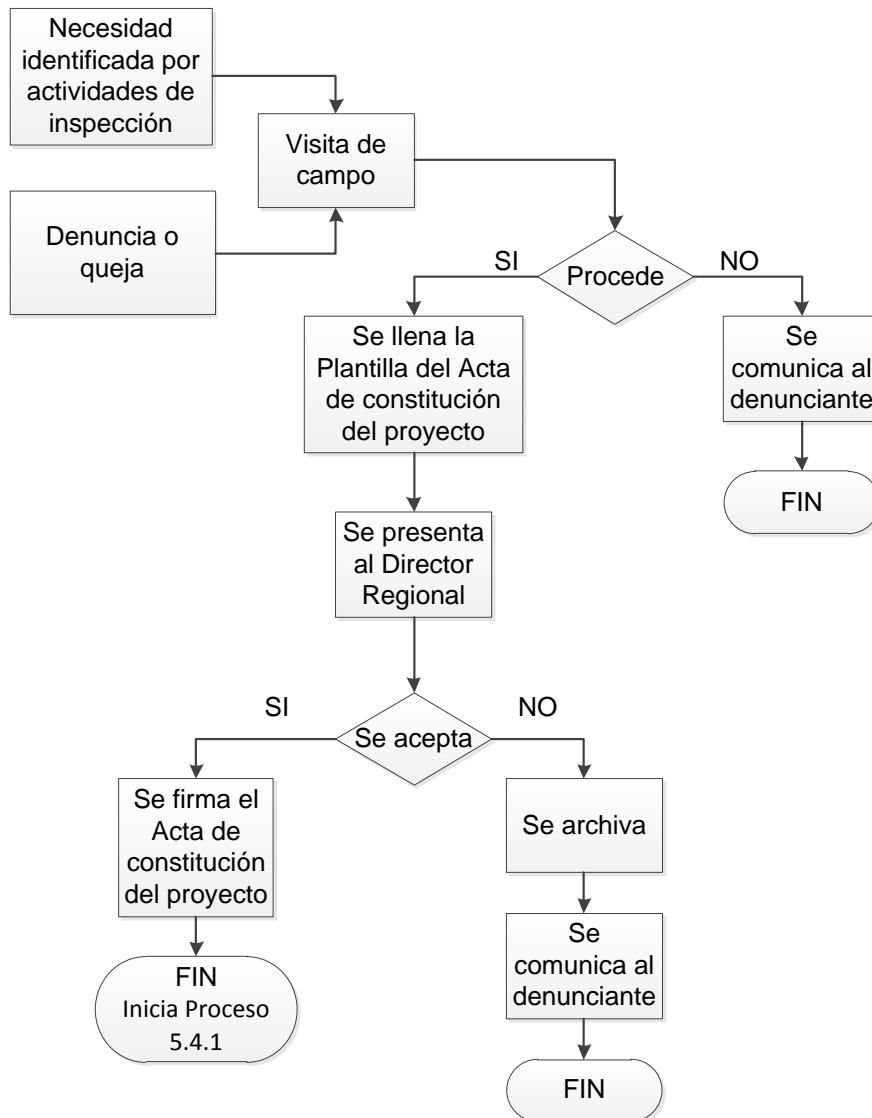 Necesidad
identificada por
actividades de
inspección
Visita de
campo
Denuncia o
queja
SI
Procede
NO
Se llena la
Plantilla del Acta
de constitución
del proyecto
Se
comunica al
denunciante
FIN
Se presenta
al Director
Regional
SI
NO
Se acepta
Se firma el
Acta de
constitución
del proyecto
Se archiva
Se
comunica al
denunciante
FIN
Inicia Proceso
5.4.1
FIN